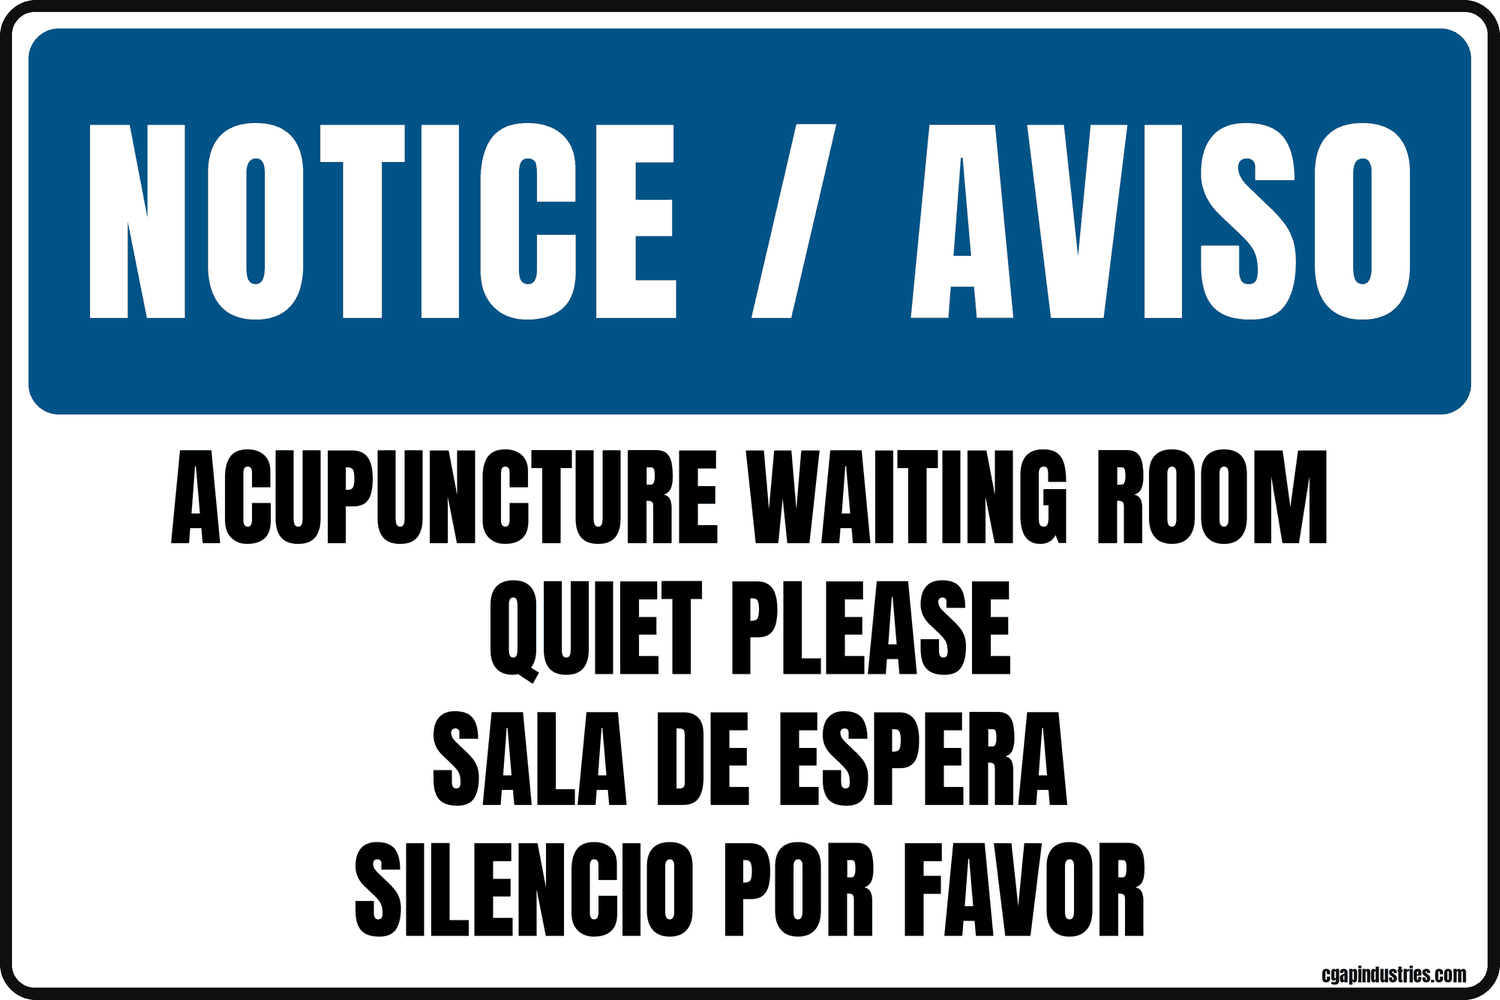 NOTICE / AVISO
ACUPUNCTURE WAITING ROOM
QUIET PLEASE
SALA DE ESPERA
SILENCIO POR FAVOR
cgapindustries.com